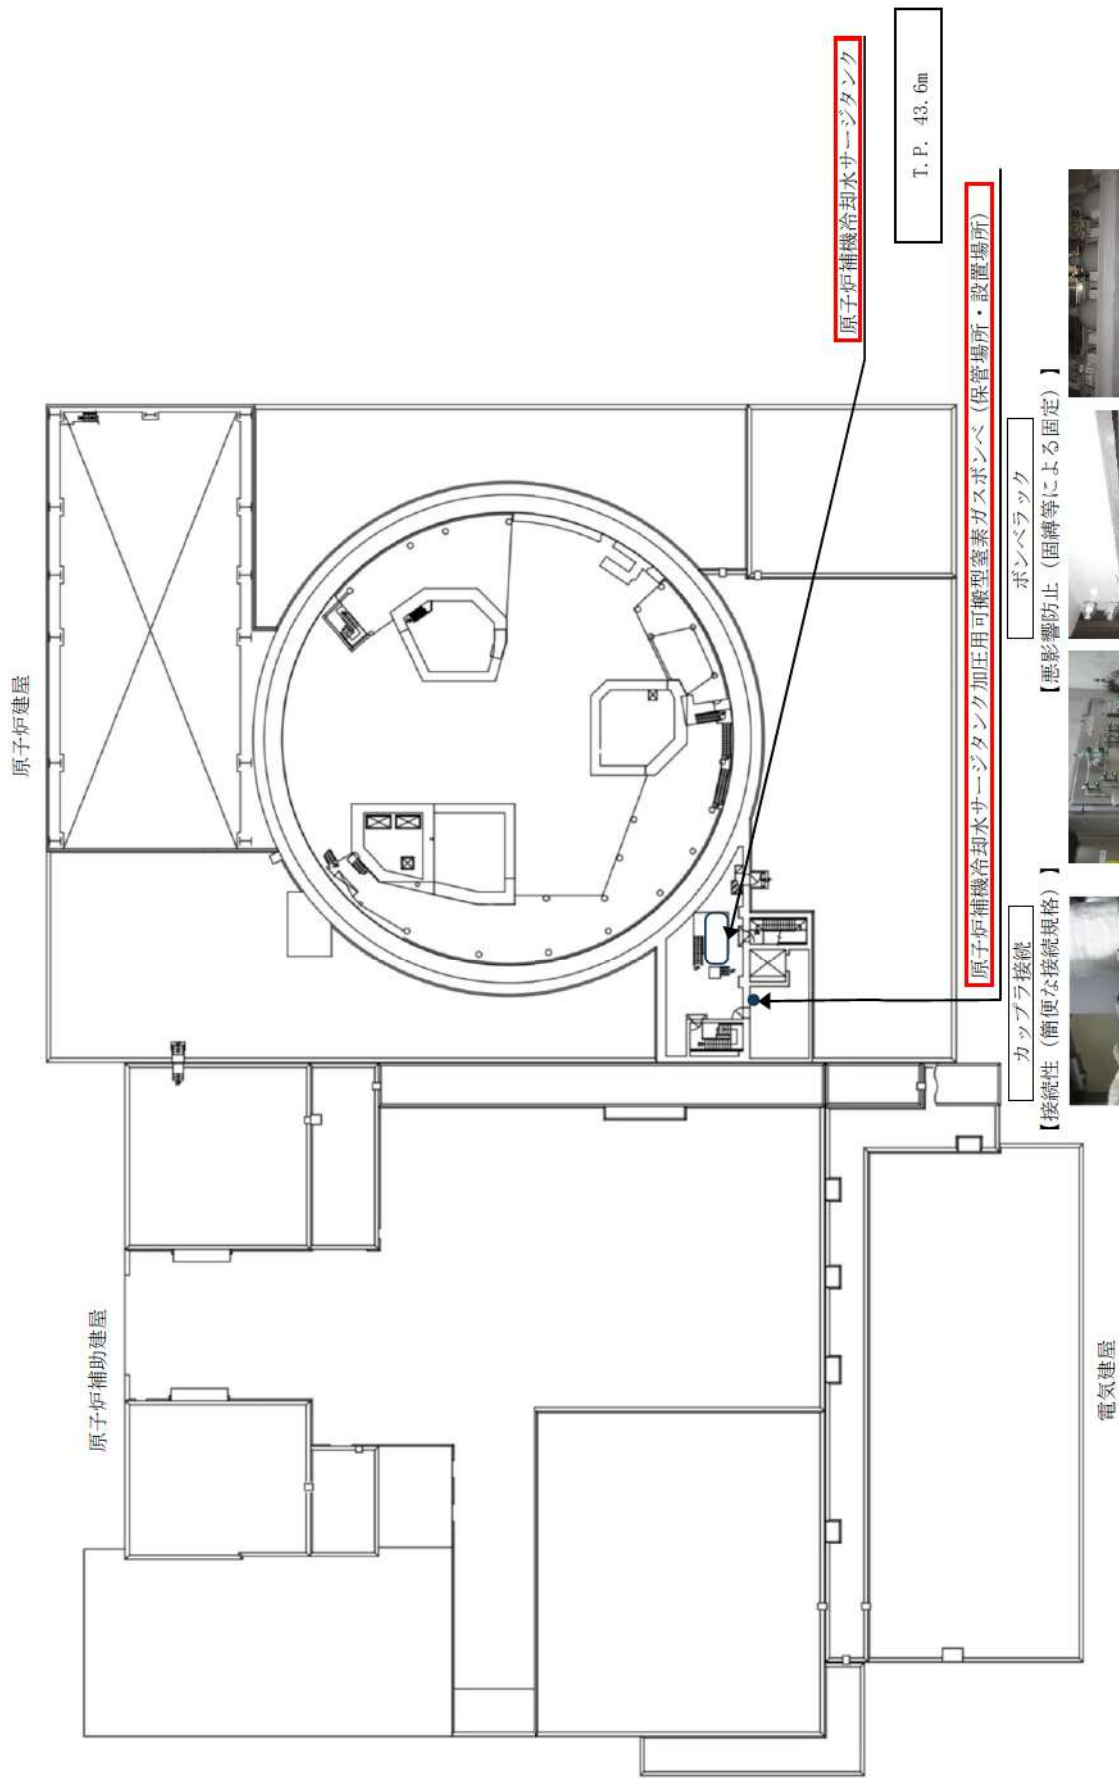 原子炉建屋
原子炉補助建屋
電気建屋
原子炉補機冷却水サージタンク
T.P. 43.6m
原子炉補機冷却水サージタンク加圧用可搬型窒素ガスボンベ（保管場所・設置場所）
カップラ接続
【接続性（簡便な接続規格）】
ボンベラック
【悪影響防止（固縛等による固定）】